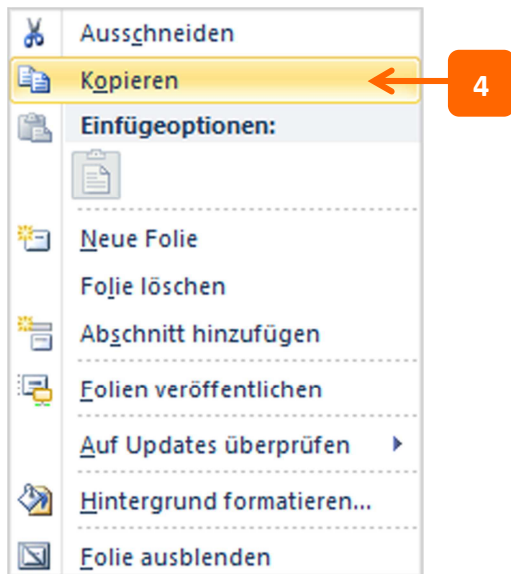 Ausschneiden
Kopieren
4
Einfügeoptionen:
Neue Folie
Folie löschen
Abschnitt hinzufügen
Folien veröffentlichen
Auf Updates überprüfen
Hintergrund formatieren...
Folie ausblenden